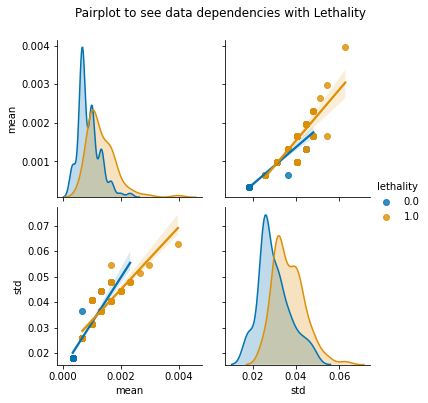 Pairplot to see data dependencies with Lethality
0.004
0.003
0.002
0.001
mean
lethality
0.0
1.0
0.07
0.06
0.05
0.04
0.03
0.02
std
0.000 0.002 0.004
mean
0.02 0.04 0.06
std